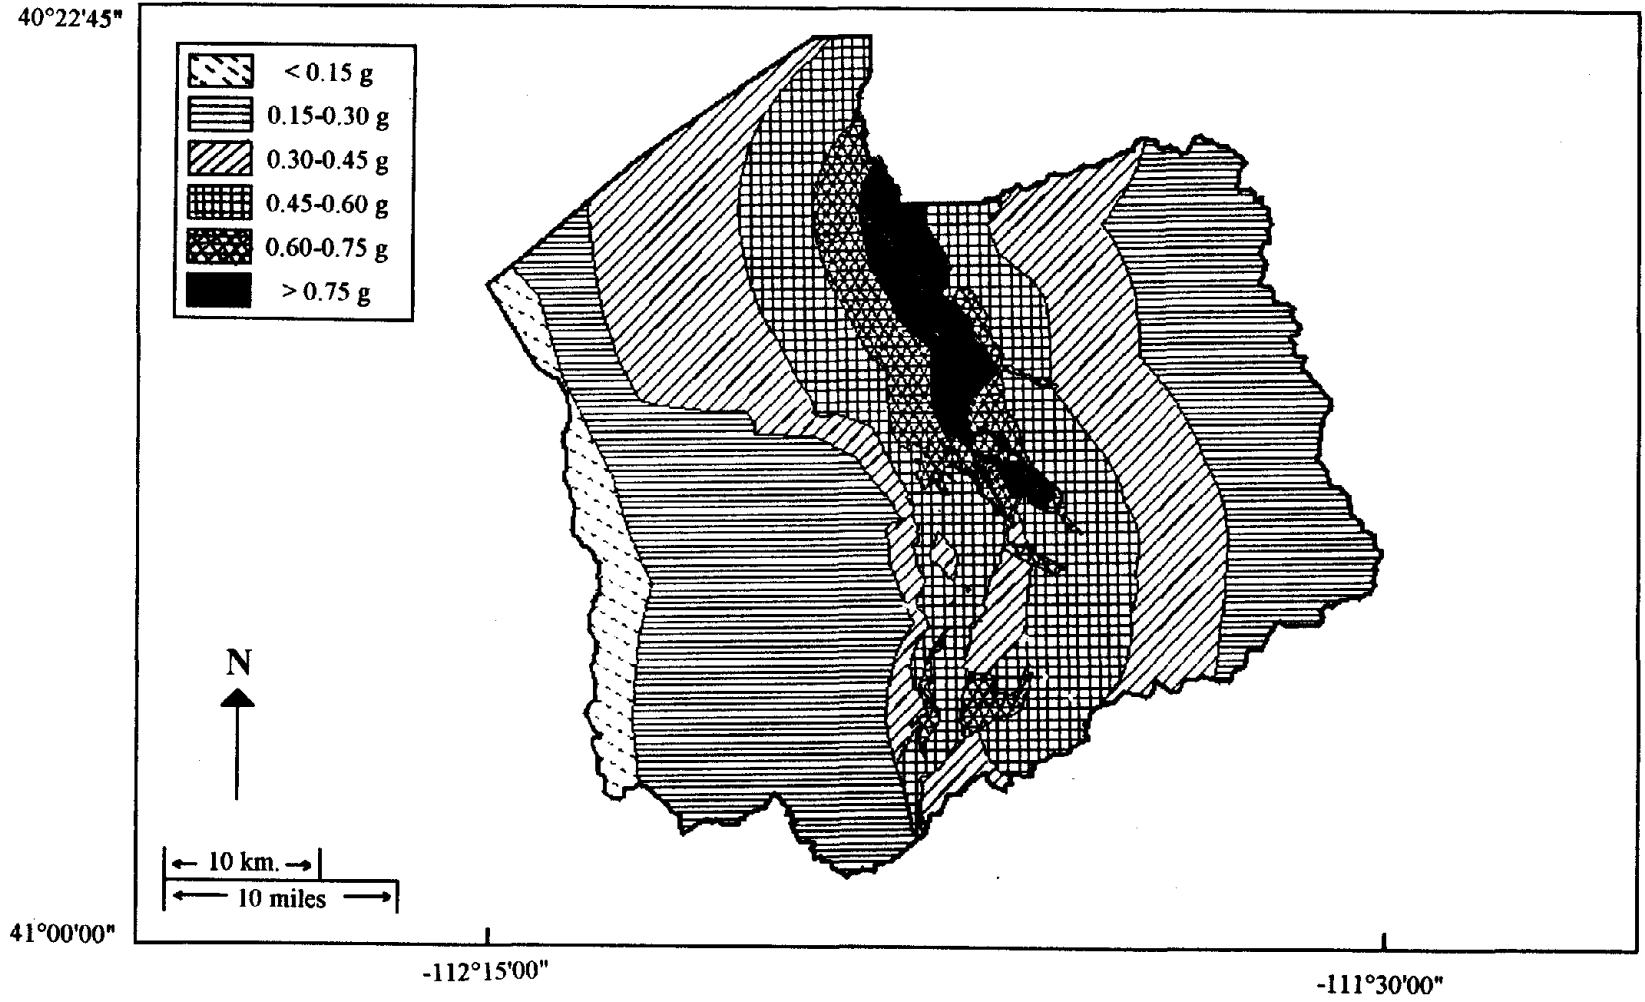 40°22'45"
< 0.15 g
0.15-0.30 g
0.30-0.45 g
0.45-0.60 g
0.60-0.75 g
> 0.75 g
N
10 km.
10 miles
41°00'00"
-112°15'00"
-111°30'00"